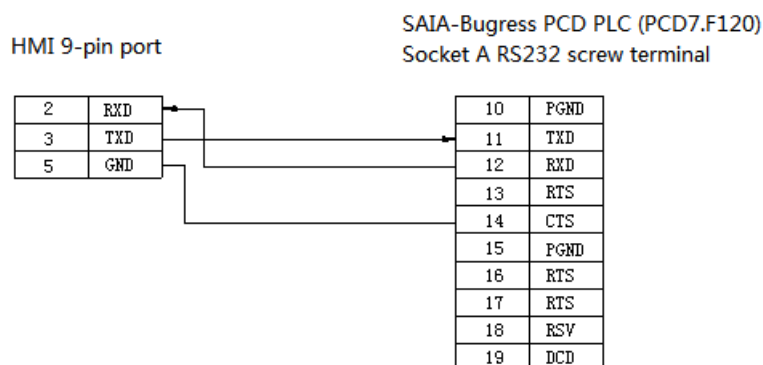 SAIA-Bugress PCD PLC (PCD7.F120)
HMI 9-pin port
Socket A RS232 screw terminal
2 RXD
3 TXD
5 GND
10 PGND
11 TXD
12 RXD
13 RTS
14 CTS
15 PGND
16 RTS
17 RTS
18 RSV
19 DCD